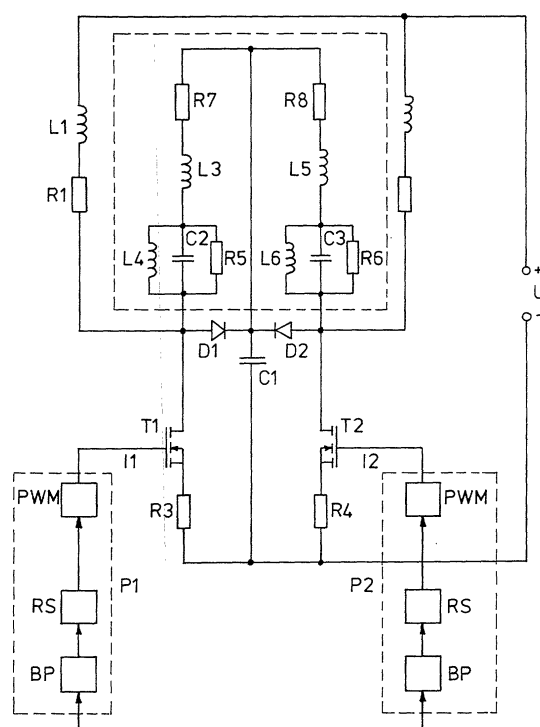 R7
R8
L1
L3
L5
R1
C2
C3
L4
R5
L6
R6
+
U
-
D1
D2
C1
T1
T2
I1
I2
PWM
PWM
R3
R4
P1
P2
RS
RS
BP
BP